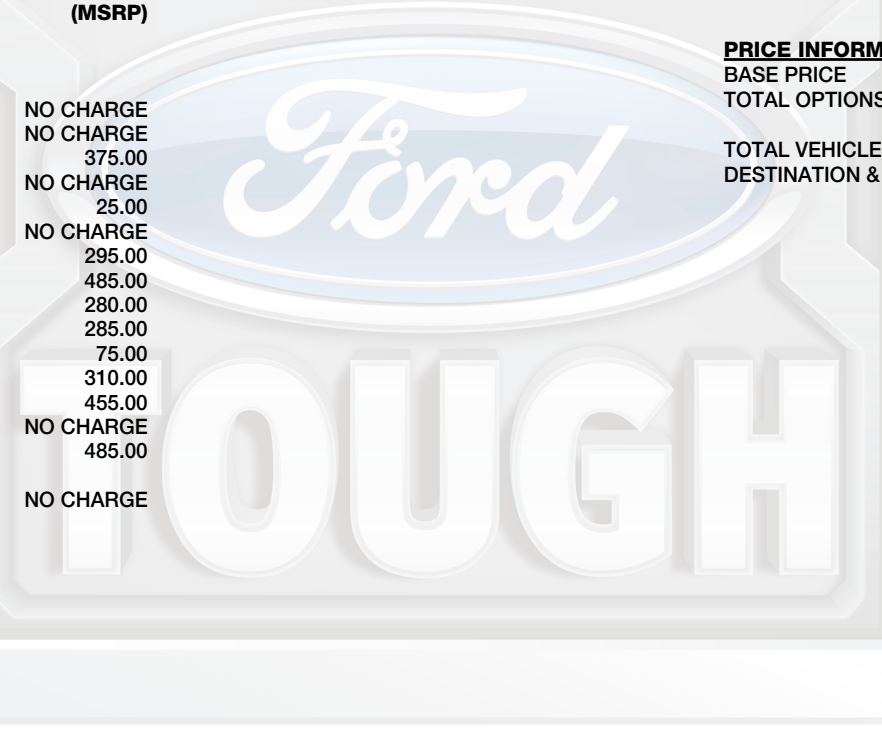 (MSRP)
NO CHARGE
NO CHARGE
375.00
NO CHARGE
25.00
NO CHARGE
295.00
485.00
280.00
285.00
75.00
310.00
455.00
NO CHARGE
485.00
NO CHARGE
PRICE INFORM
BASE PRICE
TOTAL OPTIONS
TOTAL VEHICLE
DESTINATION &
Ford
TOUGH